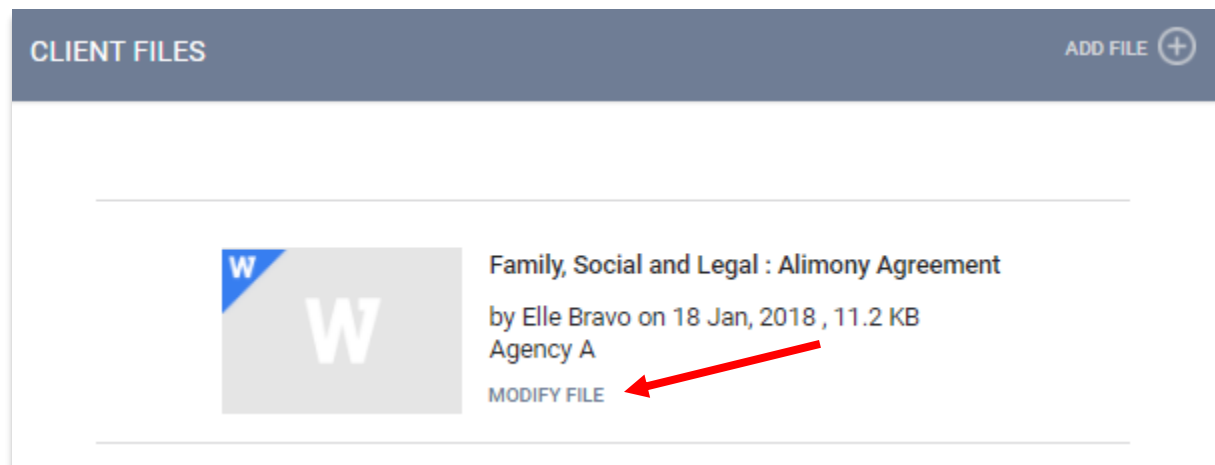 CLIENT FILES
ADD FILE
W
W
Family, Social and Legal : Alimony Agreement
by Elle Bravo on 18 Jan, 2018 , 11.2 KB
Agency A
MODIFY FILE